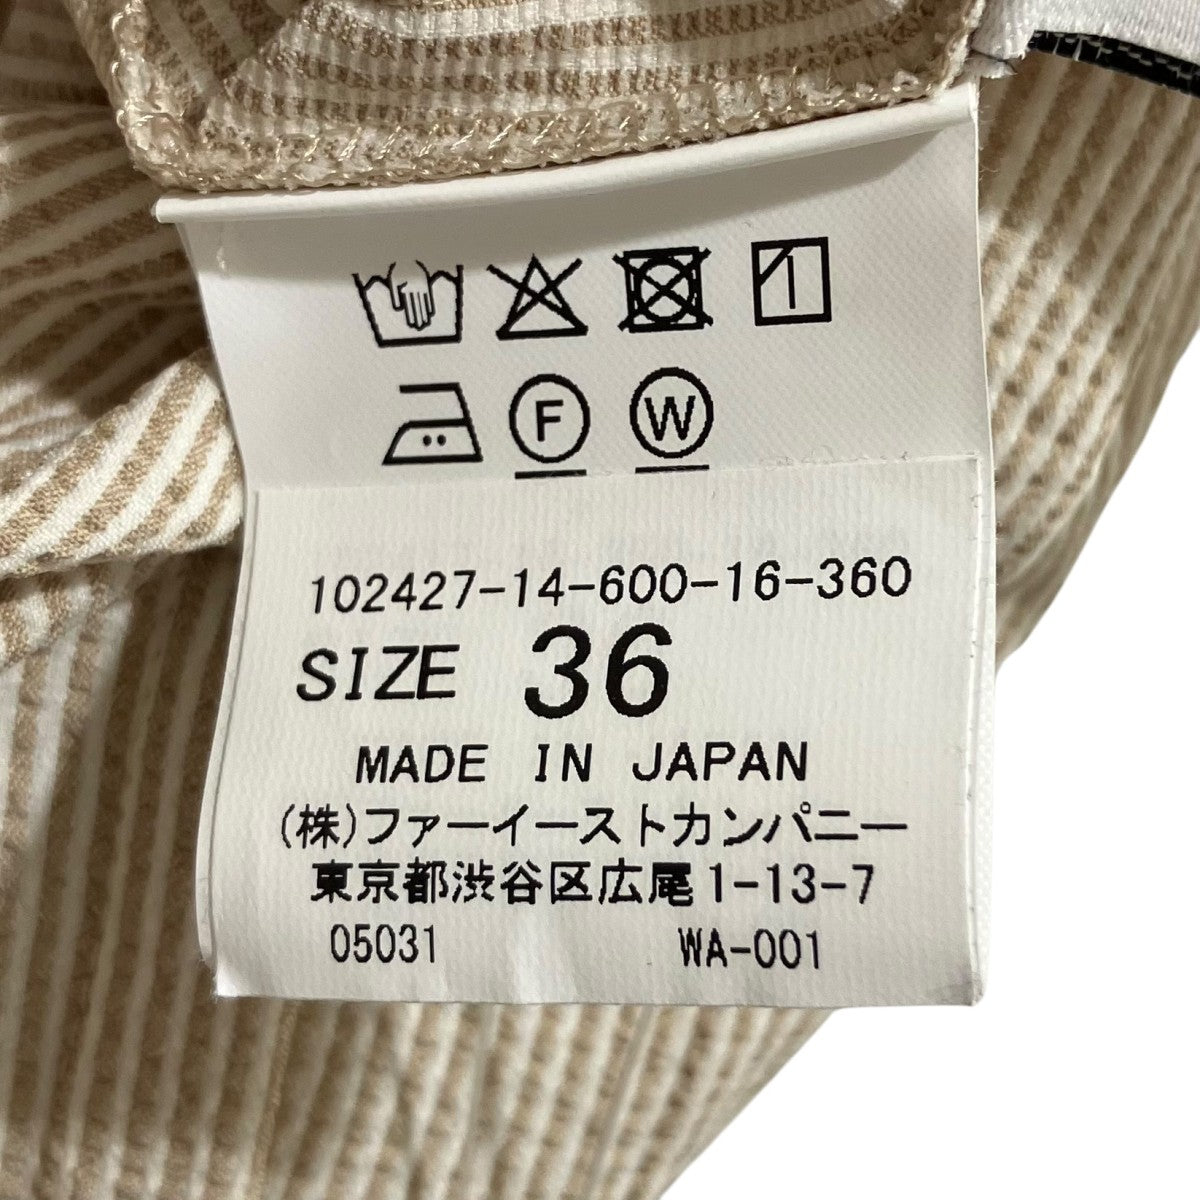 F W
102427-14-600-16-360
SIZE 36
MADE IN JAPAN
(株)ファーイーストカンパニー
東京都渋谷区広尾1-13-7
05031 WA-001